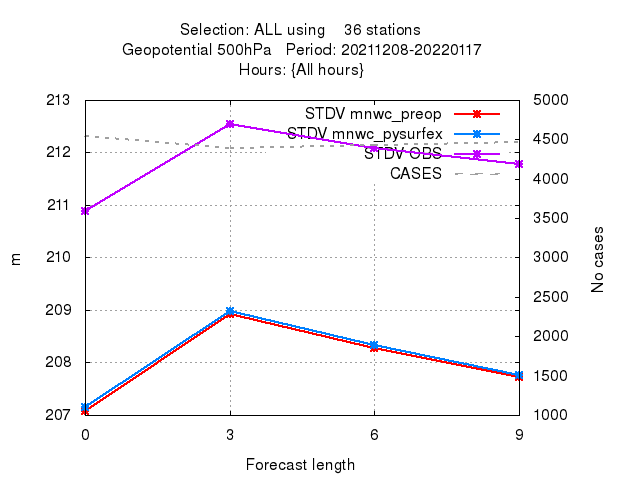 Selection: ALL using 36 stations
Geopotential 500hPa Period: 20211208-20220117
Hours: {All hours}
213
212
211
210
209
208
207
m
STDV mnwc_preop
STDV mnwc_pysurfex
STDV OBS
CASES
5000
4500
4000
3500
3000
2500
2000
1500
1000
No cases
0 3 6 9
Forecast length